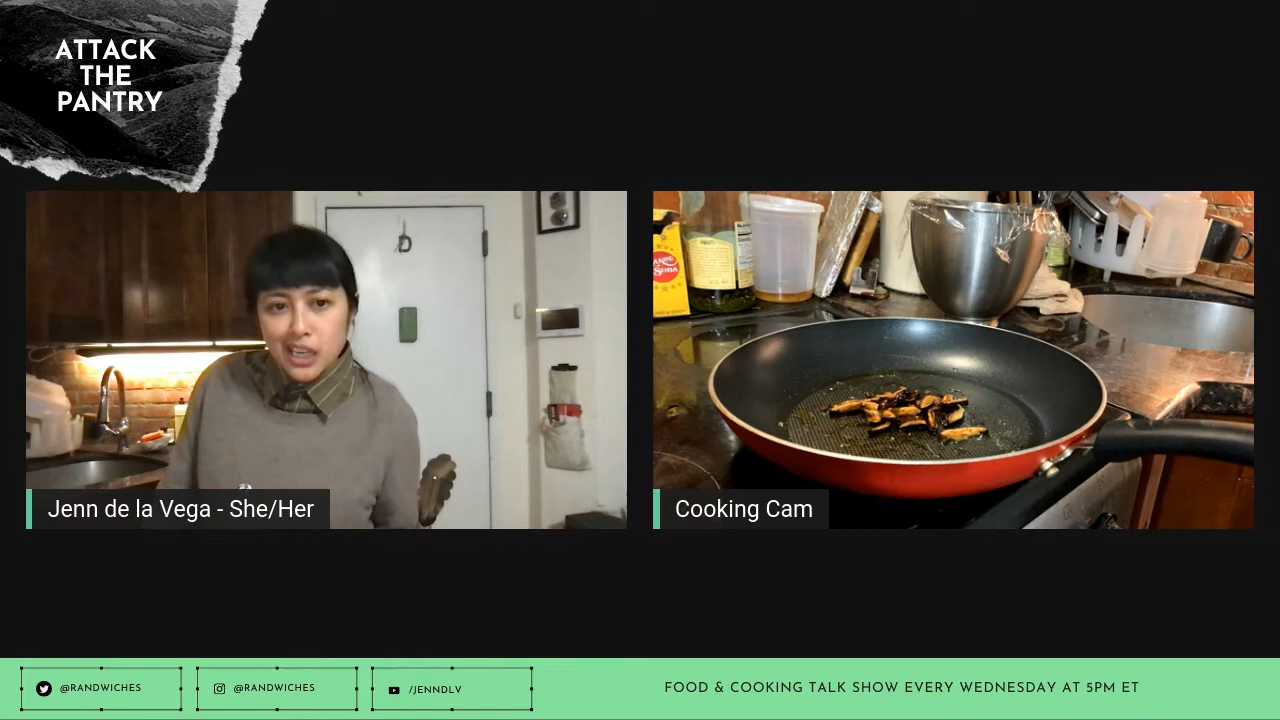 ATTACK
THE
PANTRY
D
SODA
Jenn de la Vega - She/Her
Cooking Cam
@RANDWICHES
@RANDWICHES
/JENNDLV
FOOD & COOKING TALK SHOW EVERY WEDNESDAY AT 5PM ET